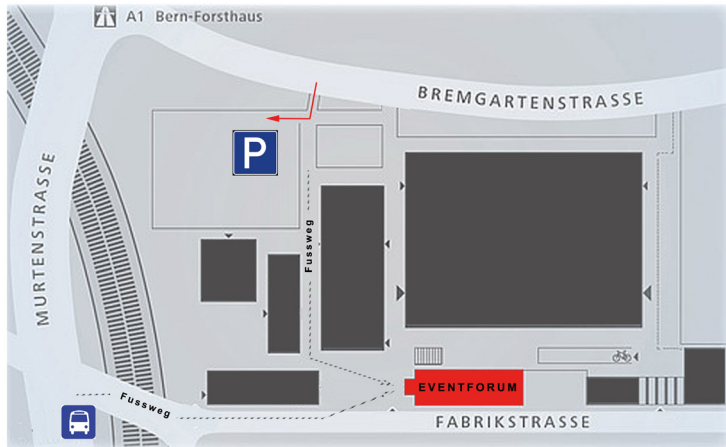 A1 Bern-Forsthaus
BREMGARTENSTRASSE
P
MURTENSTRASSE
Fussweg
EVENTFORUM
Fussweg
FABRIKSTRASSE